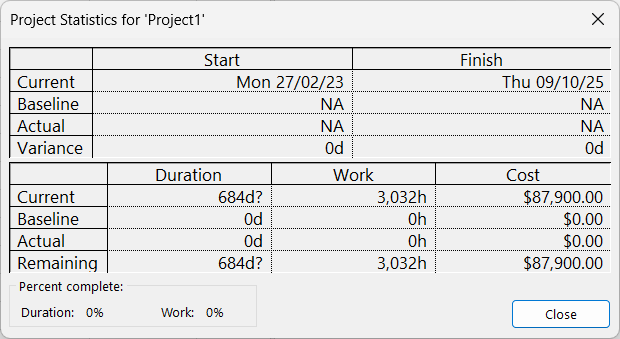 Project Statistics for 'Project1'
Start Finish
Current Mon 27/02/23 Thu 09/10/25
Baseline NA NA
Actual NA NA
Variance 0d 0d
Duration Work Cost
Current 684d? 3,032h $87,900.00
Baseline 0d 0h $0.00
Actual 0d 0h $0.00
Remaining 684d? 3,032h $87,900.00
Percent complete:
Duration: 0% Work: 0%
Close